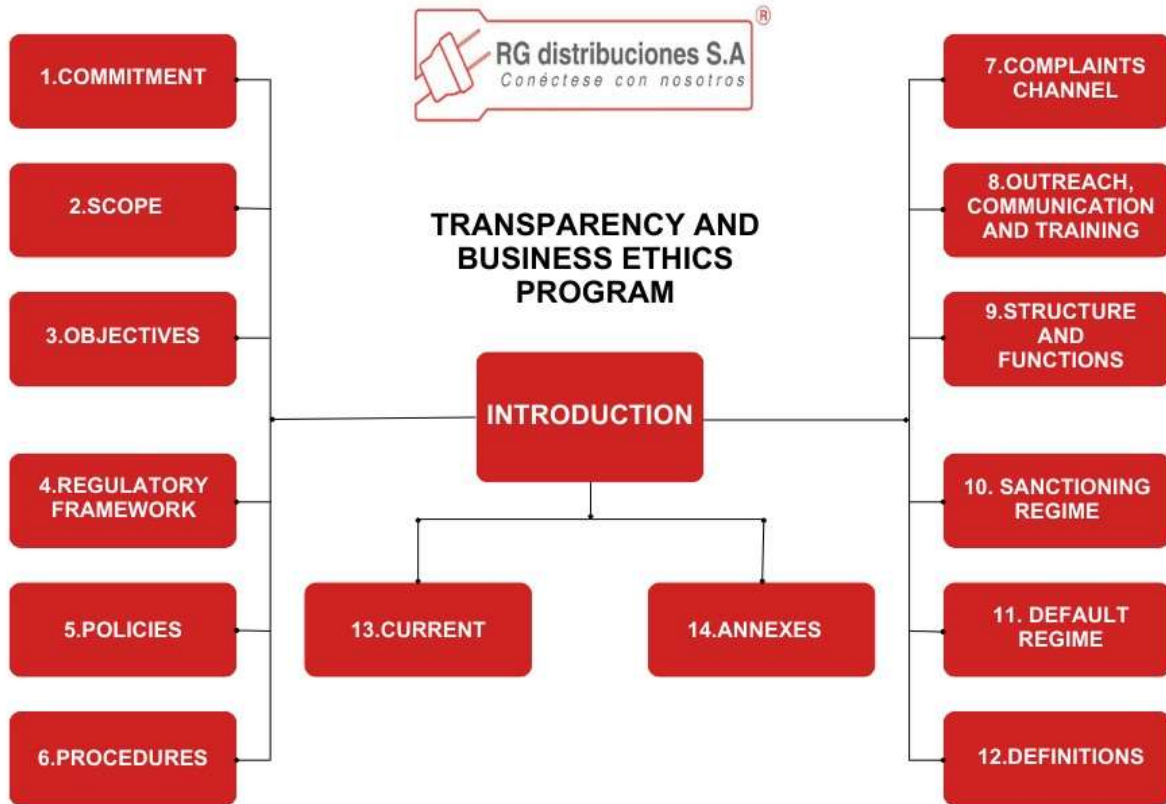 RG distribuciones S.A
®
Conéctese con nosotros
TRANSPARENCY AND
BUSINESS ETHICS
PROGRAM
INTRODUCTION
1.COMMITMENT
2.SCOPE
3.OBJECTIVES
4.REGULATORY
FRAMEWORK
5.POLICIES
6.PROCEDURES
7.COMPLAINTS
CHANNEL
8.OUTREACH,
COMMUNICATION
AND TRAINING
9.STRUCTURE
AND
FUNCTIONS
10. SANCTIONING
REGIME
11. DEFAULT
REGIME
12.DEFINITIONS
13.CURRENT
14.ANNEXES